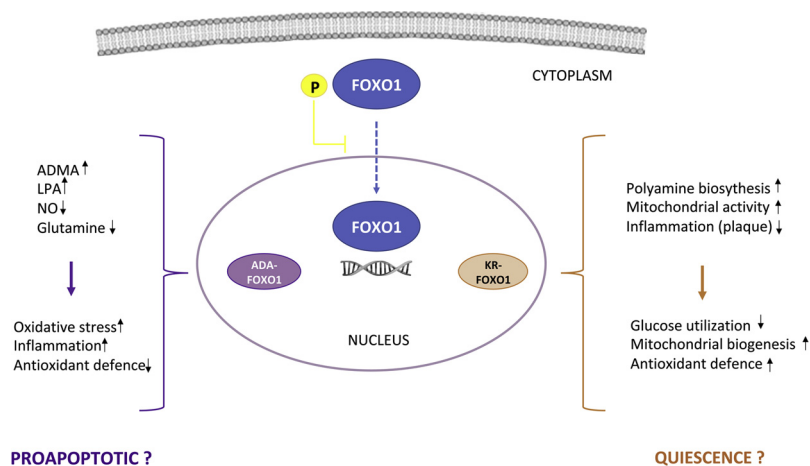 CYTOPLASM
P
FOXO1
ADMA↑
LPA↑
NO↓
Glutamine ↓
Oxidative stress↑
Inflammation↑
Antioxidant defence↓
FOXO1
ADA-
FOXO1
KR-
FOXO1
NUCLEUS
Polyamine biosythesis ↑
Mitochondrial activity ↑
Inflammation (plaque) ↓
Glucose utilization ↓
Mitochondrial biogenesis ↑
Antioxidant defence ↑
PROAPOPTOTIC ?
QUIESCENCE ?